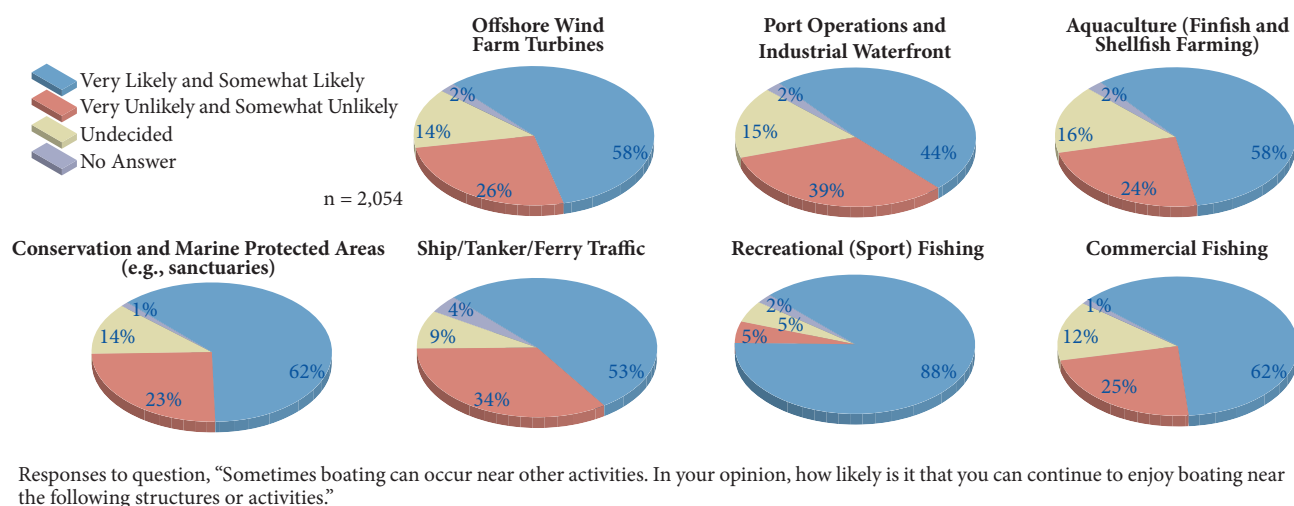 Offshore Wind
Farm Turbines
Port Operations and
Industrial Waterfront
Aquaculture (Finfish and
Shellfish Farming)
Very Likely and Somewhat Likely
Very Unlikely and Somewhat Unlikely
Undecided
No Answer
n = 2,054
2%
14%
58%
26%
2%
15%
44%
39%
2%
16%
58%
24%
Conservation and Marine Protected Areas
(e.g., sanctuaries)
Ship/Tanker/Ferry Traffic
Recreational (Sport) Fishing
Commercial Fishing
1%
14%
62%
23%
4%
9%
53%
34%
2%
5%
5%
88%
1%
12%
62%
25%
Responses to question, “Sometimes boating can occur near other activities. In your opinion, how likely is it that you can continue to enjoy boating near
the following structures or activities.”